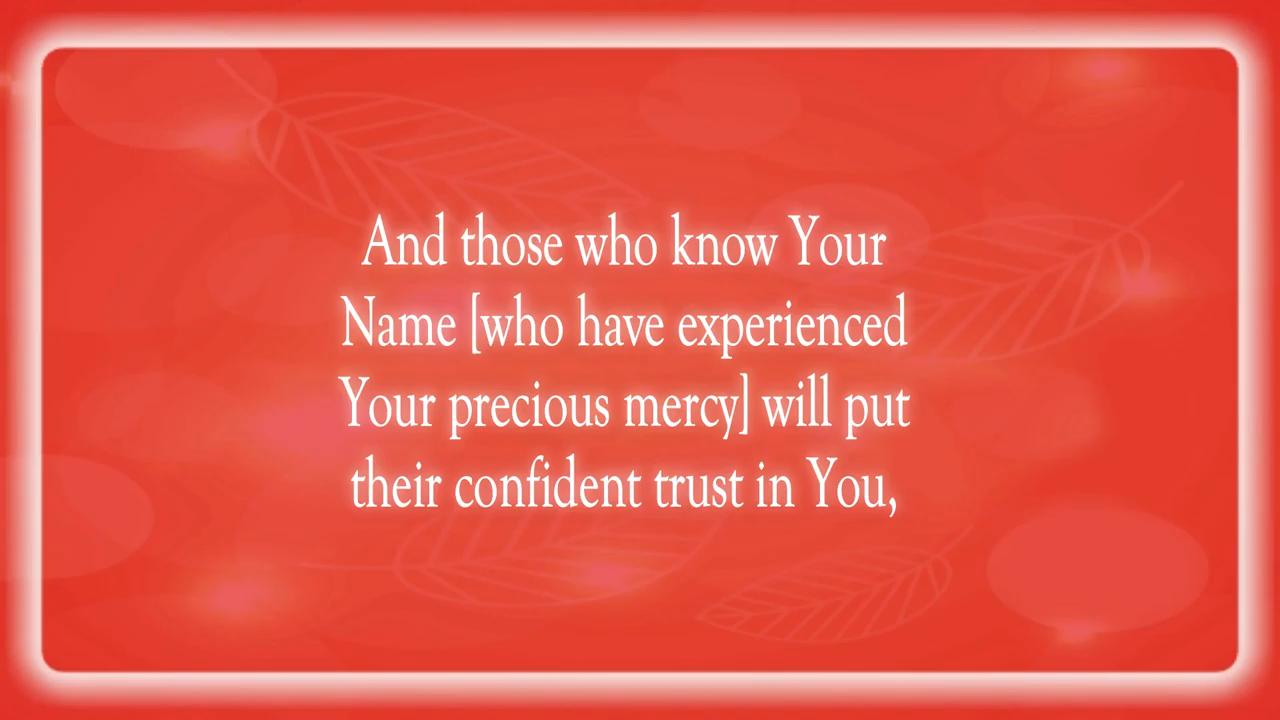 And those who know Your
Name [who have experienced
Your precious mercy] will put
their confident trust in You,